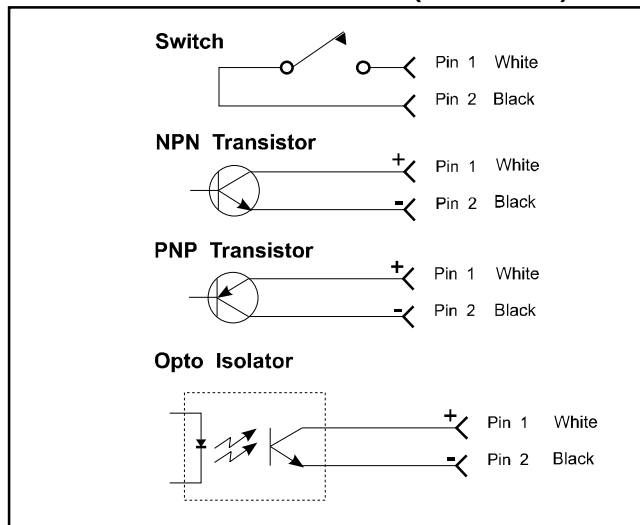 Switch
Pin 1 White
Pin 2 Black
NPN Transistor
+ Pin 1 White
- Pin 2 Black
PNP Transistor
+ Pin 1 White
- Pin 2 Black
Opto Isolator
+ Pin 1 White
- Pin 2 Black